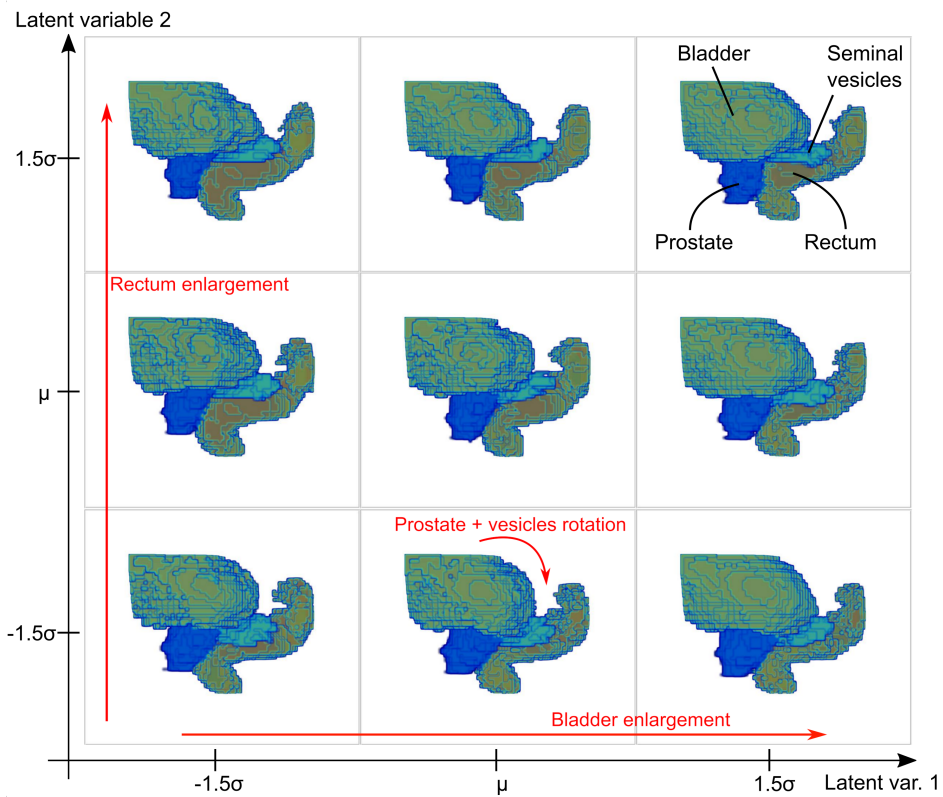 Latent variable 2
Bladder
Seminal
vesicles
1.5σ
Prostate
Rectum
Rectum enlargement
μ
Prostate + vesicles rotation
-1.5σ
Bladder enlargement
-1.5σ
μ
1.5σ
Latent var. 1